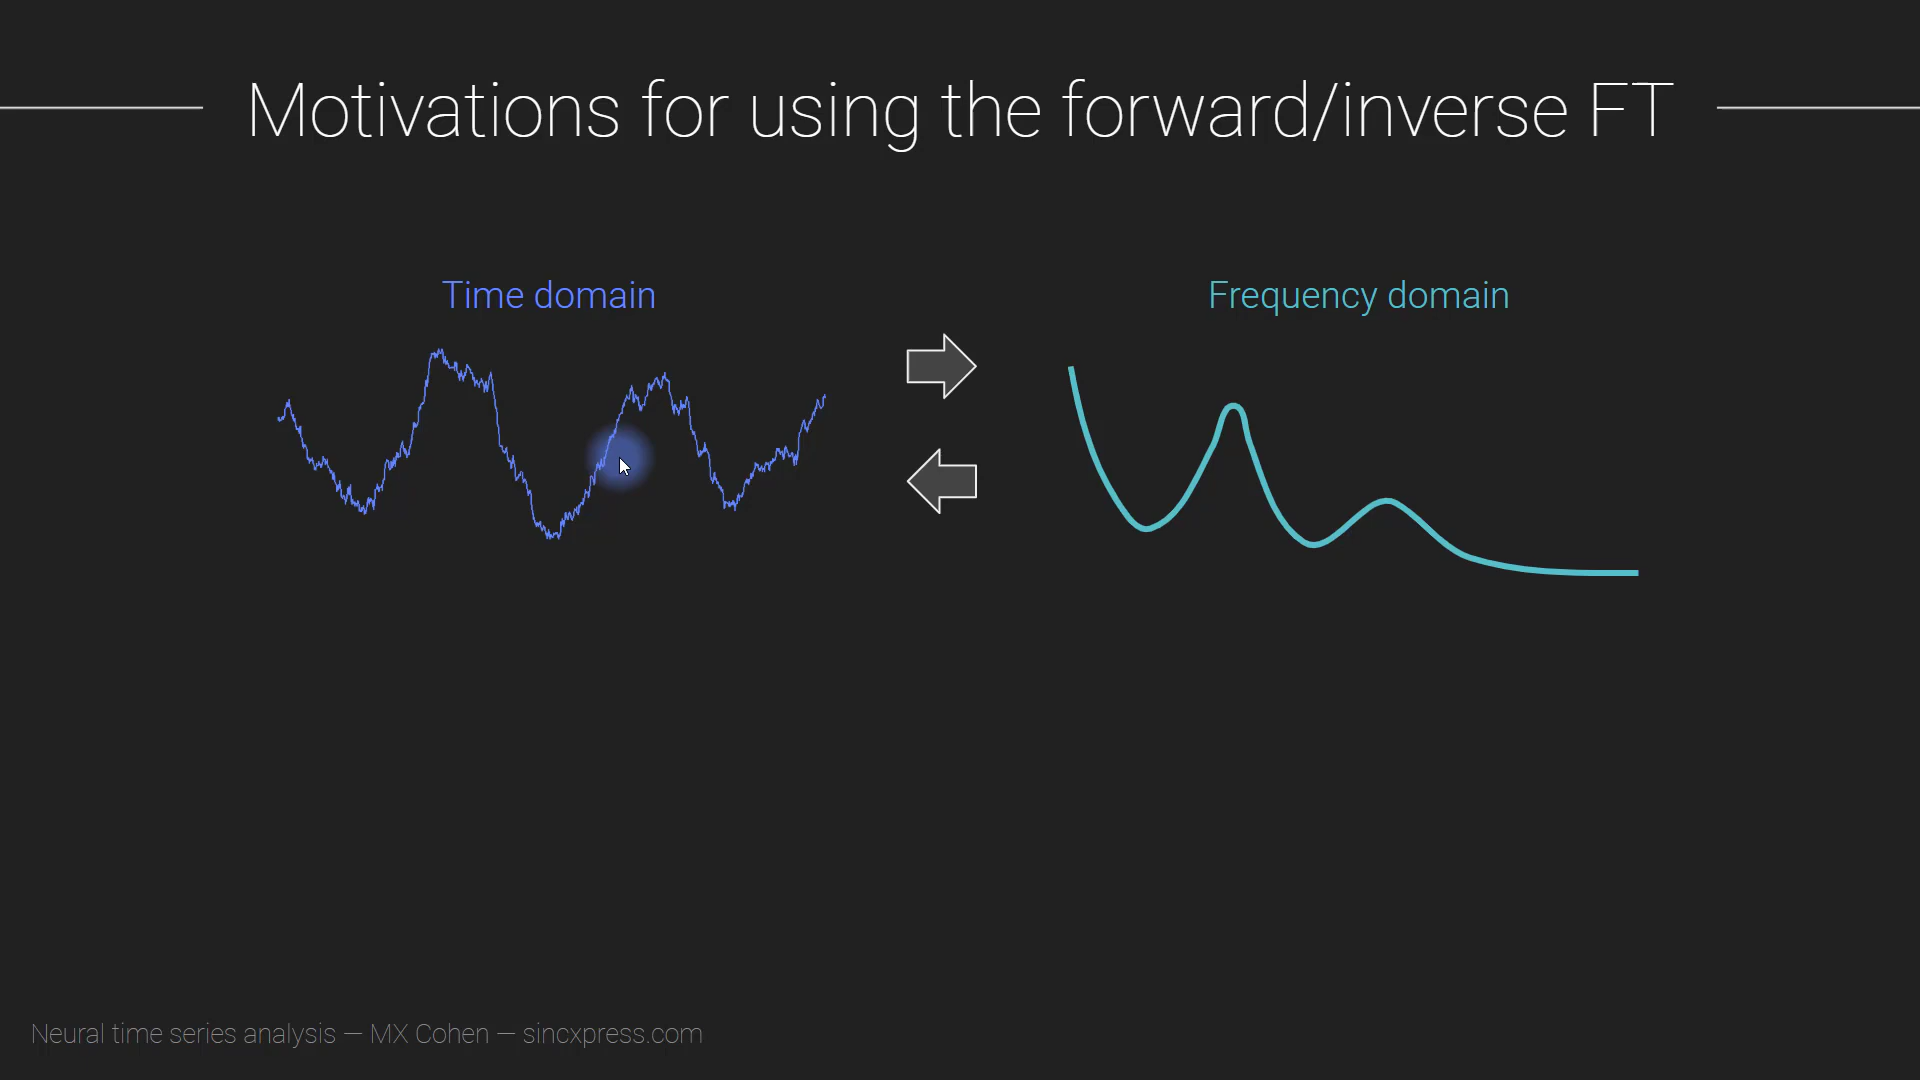 Motivations for using the forward/inverse FT
Time domain
Frequency domain
Neural time series analysis — MX Cohen — sincxpress.com